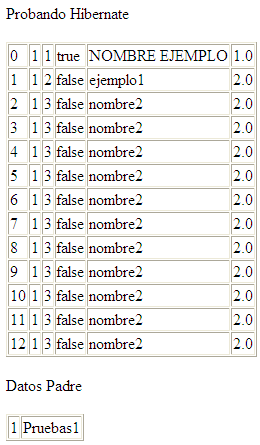 Probando Hibernate
0 1 1 true NOMBRE EJEMPLO 1.0
1 1 2 false ejemplo1 2.0
2 1 3 false nombre2 2.0
3 1 3 false nombre2 2.0
4 1 3 false nombre2 2.0
5 1 3 false nombre2 2.0
6 1 3 false nombre2 2.0
7 1 3 false nombre2 2.0
8 1 3 false nombre2 2.0
9 1 3 false nombre2 2.0
10 1 3 false nombre2 2.0
11 1 3 false nombre2 2.0
12 1 3 false nombre2 2.0
Datos Padre
1 Pruebas1